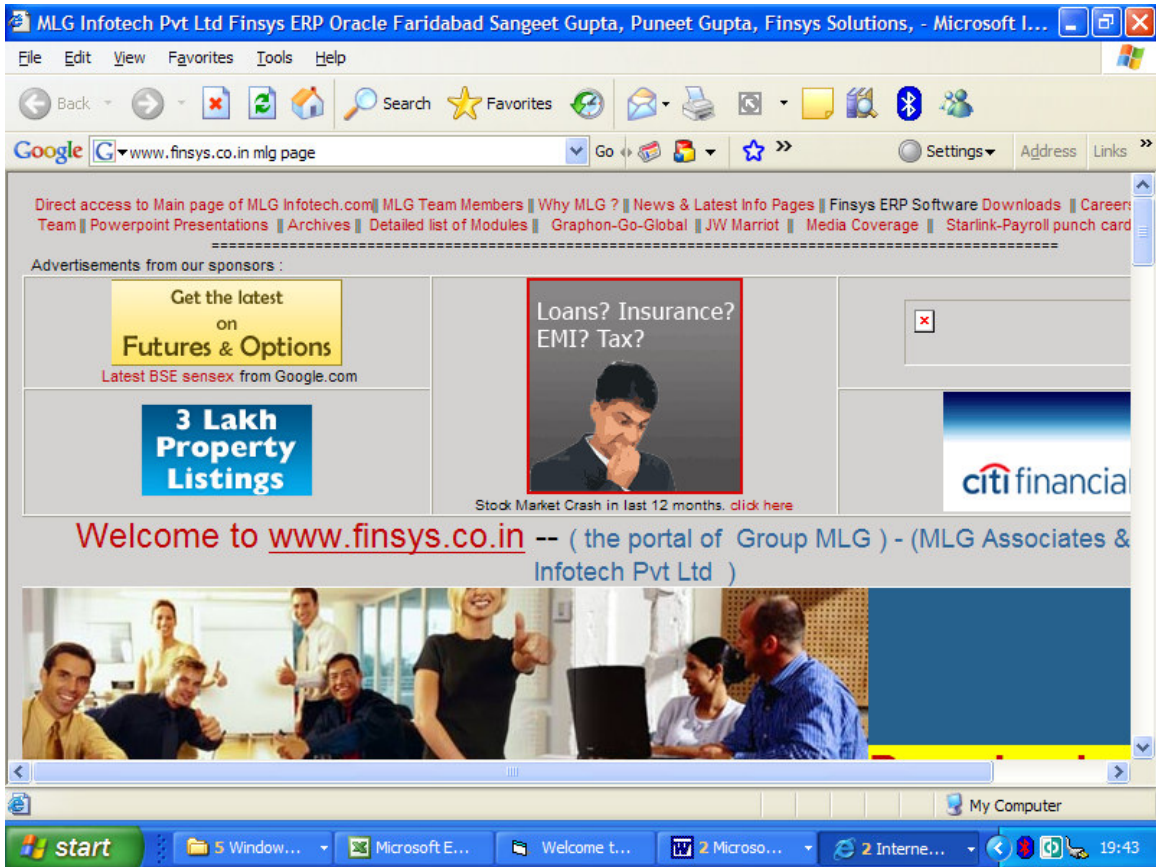 MLG Infotech Pvt Ltd Finsys ERP Oracle Faridabad Sangeet Gupta, Puneet Gupta, Finsys Solutions, - Microsoft I...
File Edit View Favorites Tools Help
Back Search Favorites
Google G www.finsys.co.in mlg page Go Settings Address Links »
Direct access to Main page of MLG Infotech.com|| MLG Team Members || Why MLG ? || News & Latest Info Pages || Finsys ERP Software Downloads || Careers
Team || Powerpoint Presentations || Archives || Detailed list of Modules || Graphon-Go-Global || JW Marriot || Media Coverage || Starlink-Payroll punch card
Advertisements from our sponsors :
Get the latest
on
Futures & Options
Latest BSE sensex from Google.com
3 Lakh
Property
Listings
Loans? Insurance?
EMI? Tax?
Stock Market Crash in last 12 months. click here
citi financial
Welcome to www.finsys.co.in -- ( the portal of Group MLG ) - (MLG Associates &
Infotech Pvt Ltd )
My Computer
start 5 Window... Microsoft E... Welcome t... 2 Microso... 2 Interne... 19:43